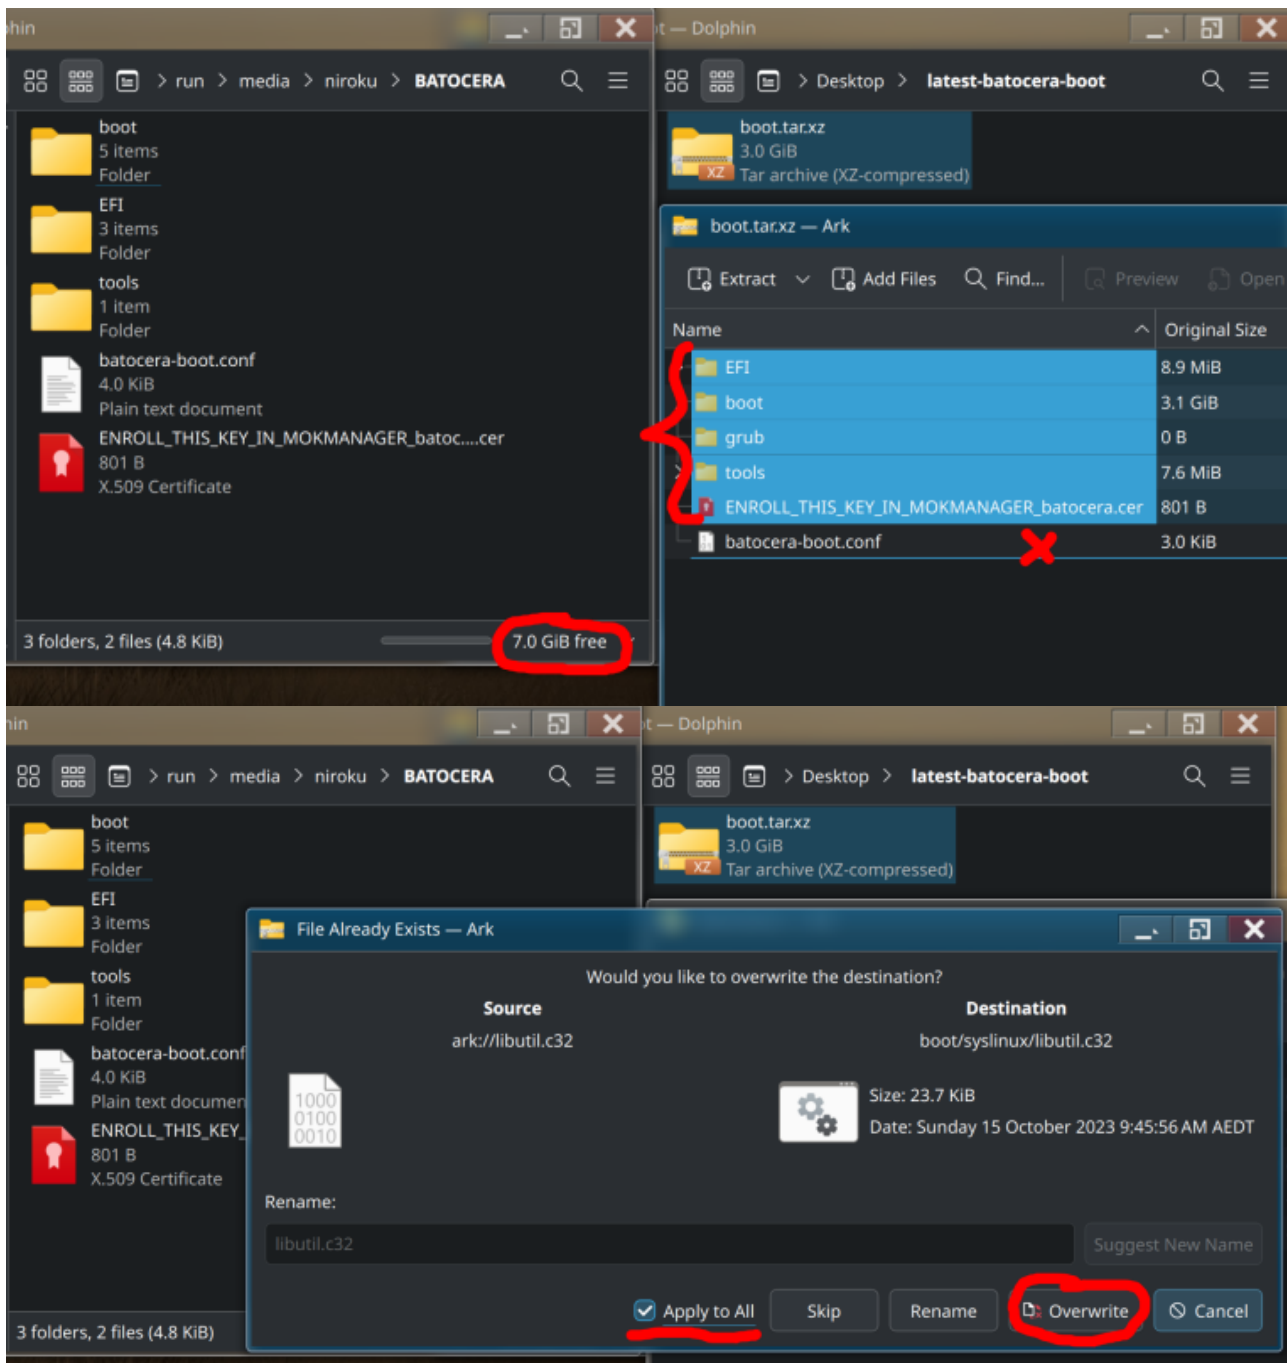 hin
t — Dolphin
> run > media > niroku > BATOCERA
> Desktop > latest-batocera-boot
boot
5 items
Folder
EFI
3 items
Folder
tools
1 item
Folder
batocera-boot.conf
4.0 KiB
Plain text document
ENROLL_THIS_KEY_IN_MOKMANAGER_batoc....cer
801 B
X.509 Certificate
3 folders, 2 files (4.8 KiB)
7.0 GiB free
boot.tar.xz
3.0 GiB
XZ
Tar archive (XZ-compressed)
boot.tar.xz — Ark
Extract
Add Files
Find...
Preview
Open
Name
Original Size
EFI
8.9 MiB
boot
3.1 GiB
grub
0 B
tools
7.6 MiB
ENROLL_THIS_KEY_IN_MOKMANAGER_batocera.cer
801 B
batocera-boot.conf
3.0 KiB
in
t — Dolphin
> run > media > niroku > BATOCERA
> Desktop > latest-batocera-boot
boot
5 items
Folder
EFI
3 items
Folder
tools
1 item
Folder
batocera-boot.conf
4.0 KiB
Plain text documen
ENROLL_THIS_KEY_
801 B
X.509 Certificate
3 folders, 2 files (4.8 KiB)
boot.tar.xz
3.0 GiB
XZ
Tar archive (XZ-compressed)
File Already Exists — Ark
Would you like to overwrite the destination?
Source
Destination
ark://libutil.c32
boot/syslinux/libutil.c32
1000
0100
0010
Size: 23.7 KiB
Date: Sunday 15 October 2023 9:45:56 AM AEDT
Rename:
libutil.c32
Suggest New Name
Apply to All
Skip
Rename
Overwrite
Cancel